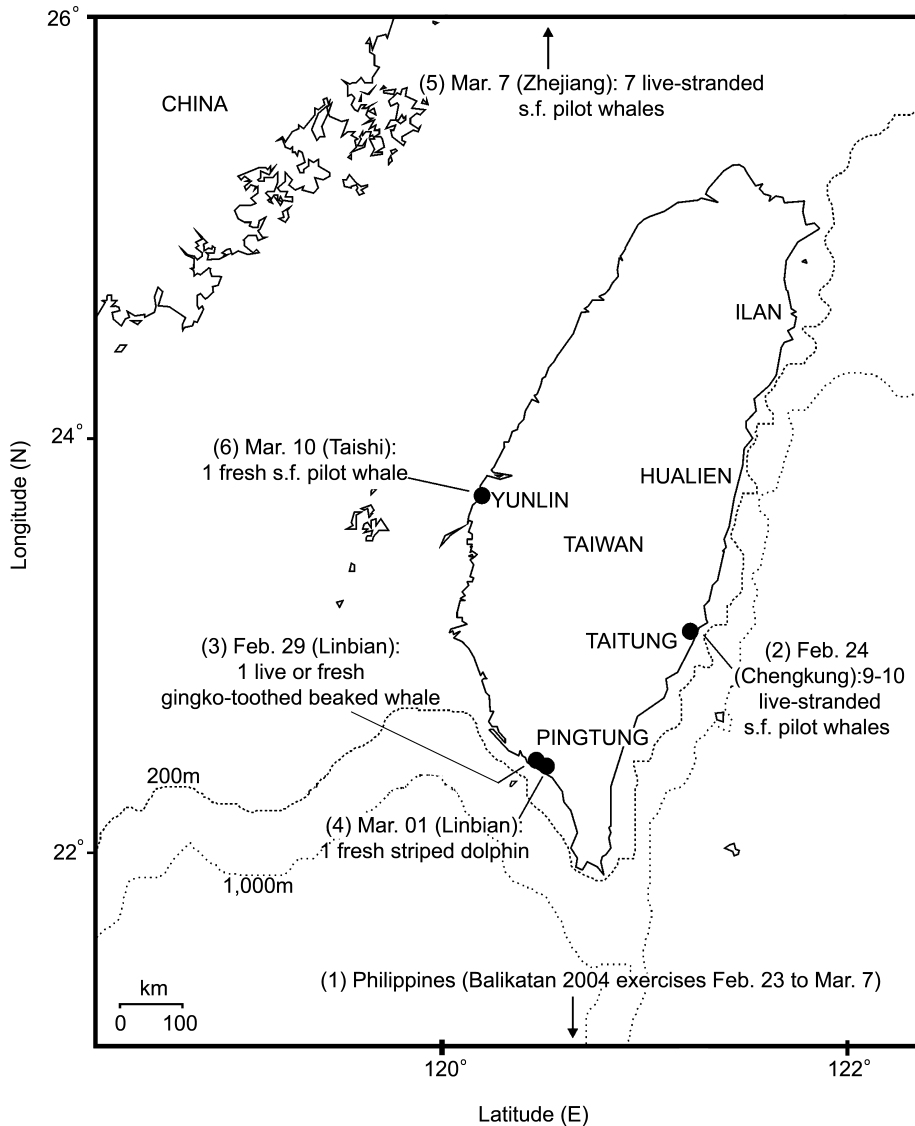 26°
CHINA
(5) Mar. 7 (Zhejiang): 7 live-stranded
s.f. pilot whales
ILAN
24°
(6) Mar. 10 (Taishi):
1 fresh s.f. pilot whale
YUNLIN
HUALIEN
TAIWAN
Longitude (N)
(3) Feb. 29 (Linbian):
1 live or fresh
gingko-toothed beaked whale
TAITUNG
(2) Feb. 24
(Chengkung):9-10
live-stranded
s.f. pilot whales
PINGTUNG
200m
(4) Mar. 01 (Linbian):
1 fresh striped dolphin
22°
1,000m
(1) Philippines (Balikatan 2004 exercises Feb. 23 to Mar. 7)
km
0 100
120° 122°
Latitude (E)